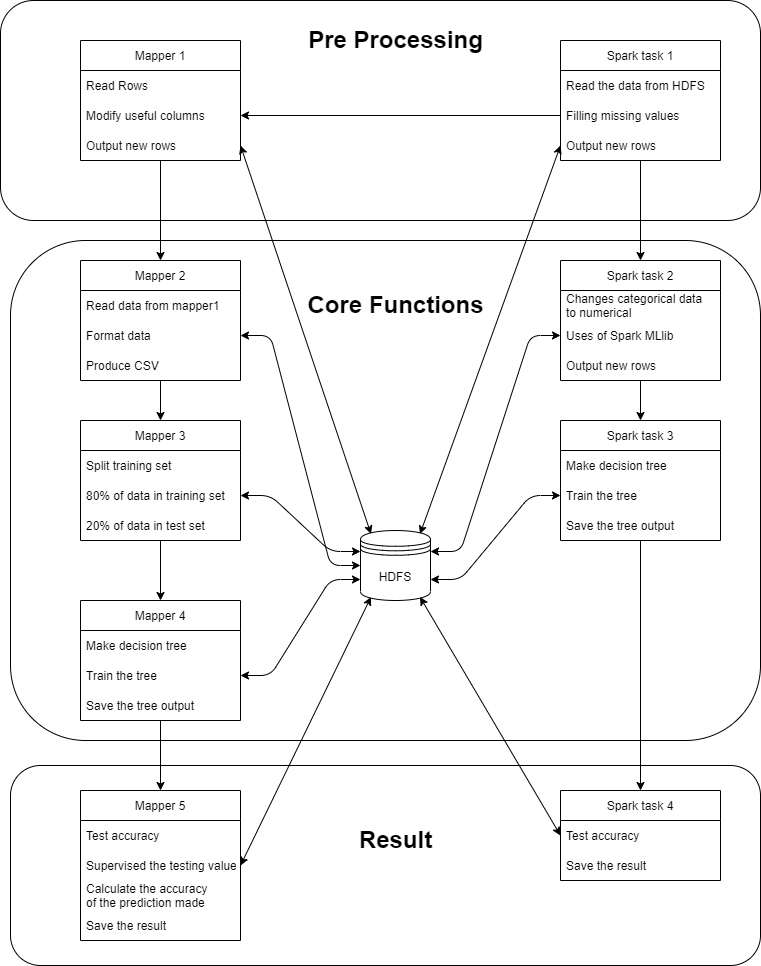 Pre Processing
Mapper 1
Read Rows
Modify useful columns
Output new rows
Spark task 1
Read the data from HDFS
Filling missing values
Output new rows
Core Functions
Mapper 2
Read data from mapper1
Format data
Produce CSV
Spark task 2
Changes categorical data
to numerical
Uses of Spark MLlib
Output new rows
Mapper 3
Split training set
80% of data in training set
20% of data in test set
Spark task 3
Make decision tree
Train the tree
Save the tree output
HDFS
Mapper 4
Make decision tree
Train the tree
Save the tree output
Result
Mapper 5
Test accuracy
Supervised the testing value
Calculate the accuracy
of the prediction made
Save the result
Spark task 4
Test accuracy
Save the result